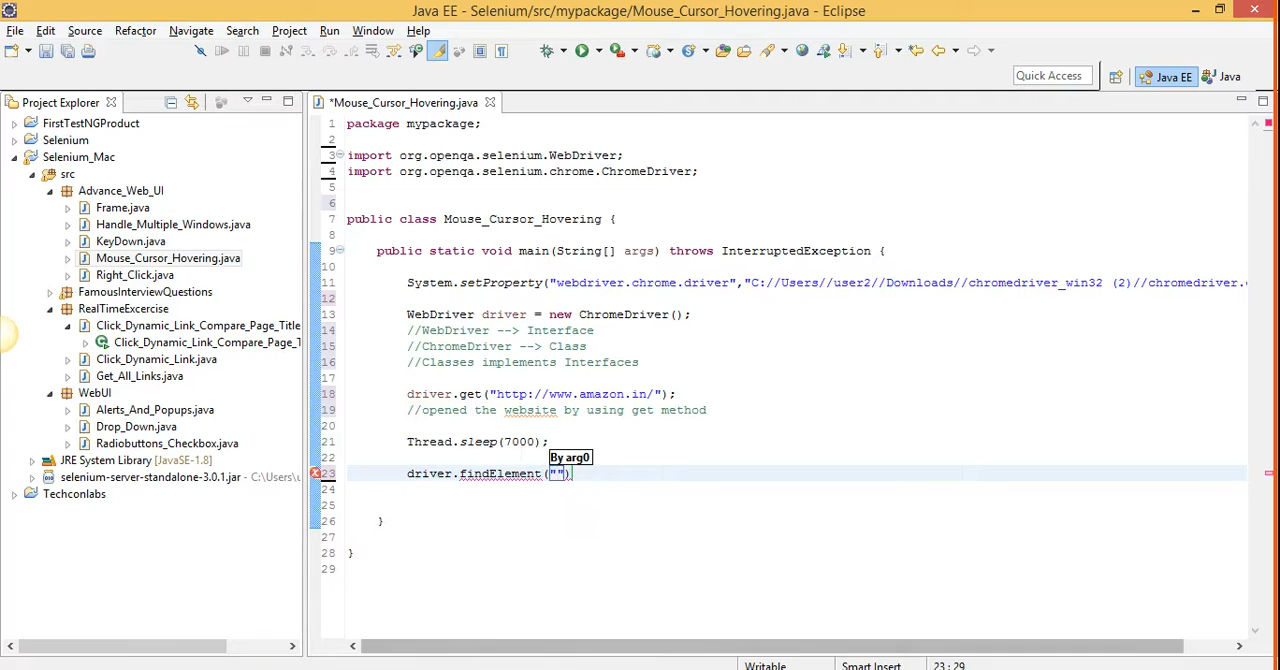 Java EE - Selenium/src/mypackage/Mouse_Cursor_Hovering.java - Eclipse
File Edit Source Refactor Navigate Search Project Run Window Help
Quick Access
Java EE
Java
Project Explorer
*Mouse_Cursor_Hovering.java
FirstTestNGProduct
Selenium
Selenium_Mac
src
Advance_Web_UI
Frame.java
Handle_Multiple_Windows.java
KeyDown.java
Mouse_Cursor_Hovering.java
Right_Click.java
FamousInterviewQuestions
RealTimeExcercise
Click_Dynamic_Link_Compare_Page_Title
Click_Dynamic_Link_Compare_Page_T
Click_Dynamic_Link.java
Get_All_Links.java
WebUI
Alerts_And_Popups.java
Drop_Down.java
Radiobuttons_Checkbox.java
JRE System Library [JavaSE-1.8]
selenium-server-standalone-3.0.1.jar - C:\Users\
Techconlabs
1 package mypackage;
2
3 import org.openqa.selenium.WebDriver;
4 import org.openqa.selenium.chrome.ChromeDriver;
5
6
7 public class Mouse_Cursor_Hovering {
8
9 public static void main(String[] args) throws InterruptedException {
10
11 System.setProperty("webdriver.chrome.driver","C://Users//user2//Downloads//chromedriver_win32 (2)//chromedriver.
12
13 WebDriver driver = new ChromeDriver();
14 //WebDriver --> Interface
15 //ChromeDriver --> Class
16 //Classes implements Interfaces
17
18 driver.get("http://www.amazon.in/");
19 //opened the website by using get method
20
21 Thread.sleep(7000);
22 By arg0
23 driver.findElement("")
24
25
26 }
27
28 }
29
Writable
Smart Insert
23 : 29